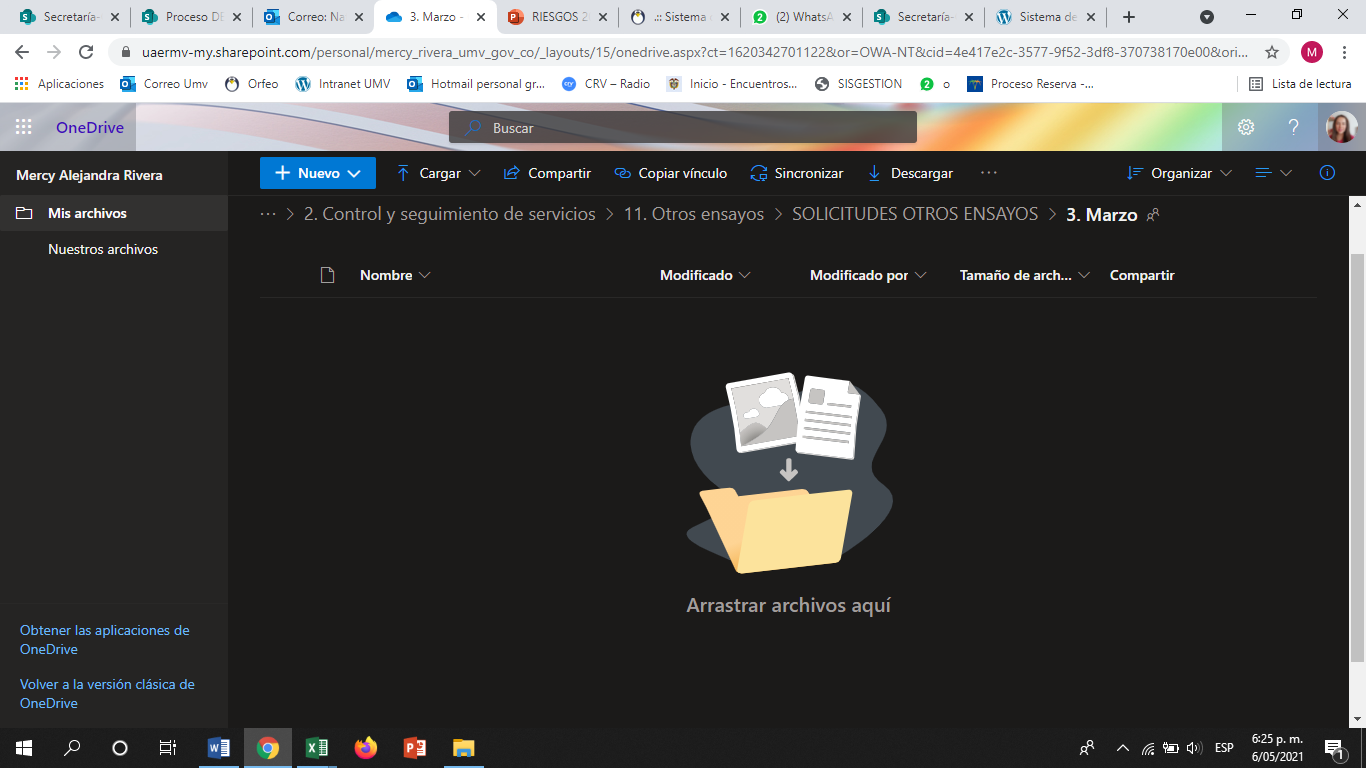 Secretaría-
Proceso DE
Correo: Na
3. Marzo -
RIESGOS 2
.:: Sistema
(2) WhatsA
Secretaría-
Sistema de
uaermv-my.sharepoint.com/personal/mercy_rivera_umv_gov_co/_layouts/15/onedrive.aspx?ct=1620342701122&or=OWA-NT&cid=4e417e2c-3577-9f52-3df8-370738170e00&ori...
M
Aplicaciones
Correo Umv
Orfeo
Intranet UMV
Hotmail personal gr...
CRV – Radio
Inicio - Encuentros...
SISGESTION
2 o
Proceso Reserva -...
Lista de lectura
OneDrive
Buscar
?
Mercy Alejandra Rivera
Mis archivos
Nuestros archivos
Nuevo
Cargar
Compartir
Copiar vínculo
Sincronizar
Descargar
...
Organizar
... > 2. Control y seguimiento de servicios > 11. Otros ensayos > SOLICITUDES OTROS ENSAYOS > 3. Marzo
Nombre
Modificado
Modificado por
Tamaño de arch...
Compartir
Arrastrar archivos aquí
Obtener las aplicaciones de
OneDrive
Volver a la versión clásica de
OneDrive
ESP
6:25 p. m.
6/05/2021
1